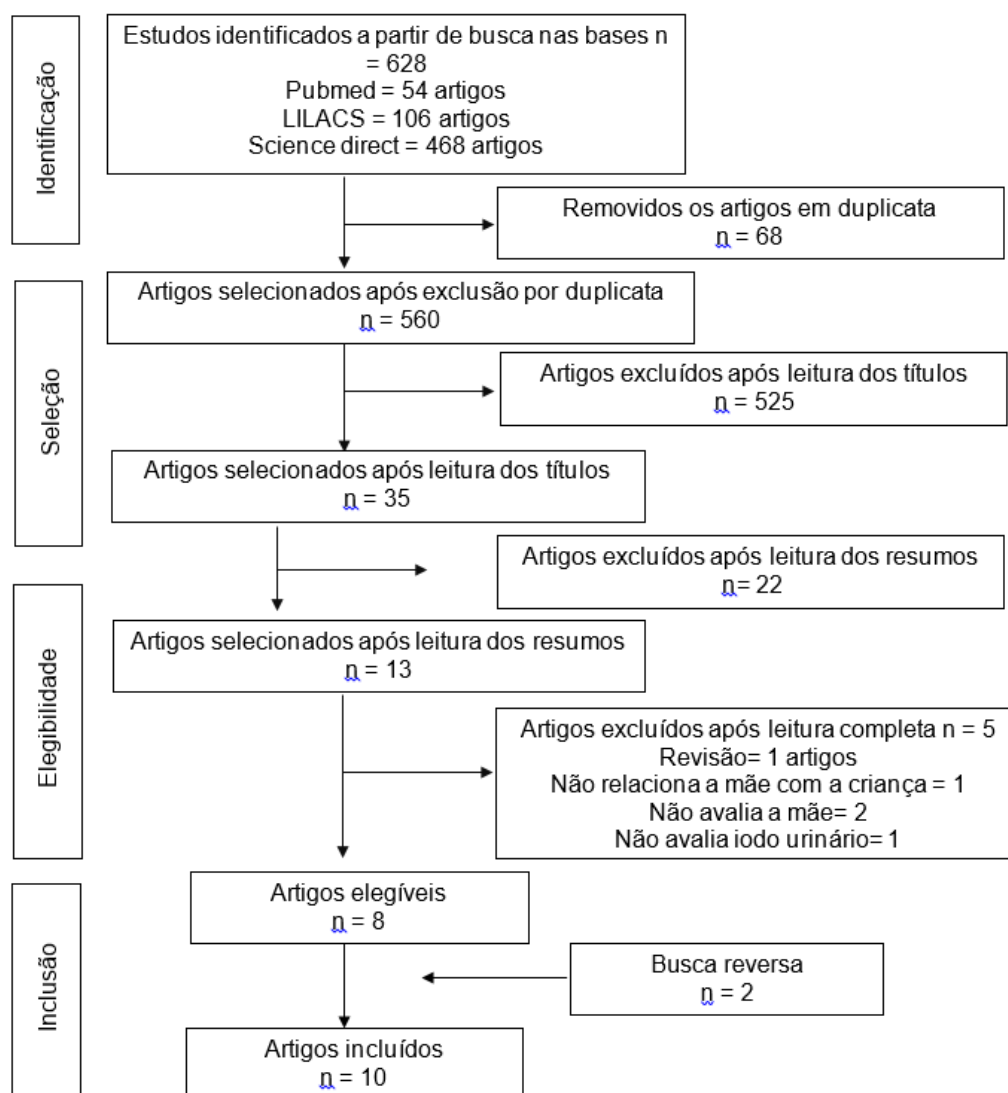 Identificação
Estudos identificados a partir de busca nas bases n
= 628
Pubmed = 54 artigos
LILACS = 106 artigos
Science direct = 468 artigos
Removidos os artigos em duplicata
n = 68
Seleção
Artigos selecionados após exclusão por duplicata
n = 560
Artigos excluídos após leitura dos títulos
n = 525
Artigos selecionados após leitura dos títulos
n = 35
Artigos excluídos após leitura dos resumos
n= 22
Elegibilidade
Artigos selecionados após leitura dos resumos
n = 13
Artigos excluídos após leitura completa n = 5
Revisão= 1 artigos
Não relaciona a mãe com a criança = 1
Não avalia a mãe= 2
Não avalia iodo urinário= 1
Inclusão
Artigos elegíveis
n = 8
Busca reversa
n = 2
Artigos incluídos
n = 10